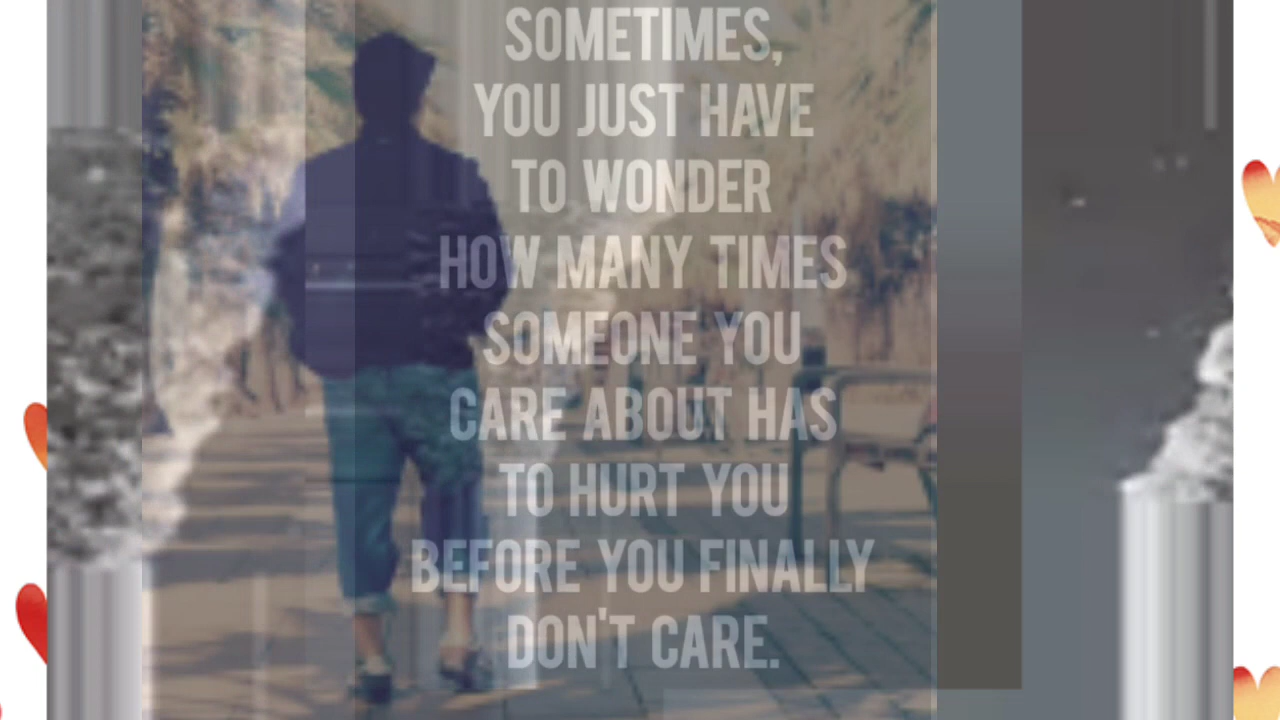 SOMETIMES,
YOU JUST HAVE
TO WONDER
HOW MANY TIMES
SOMEONE YOU
CARE ABOUT HAS
TO HURT YOU
BEFORE YOU FINALLY
DON'T CARE.